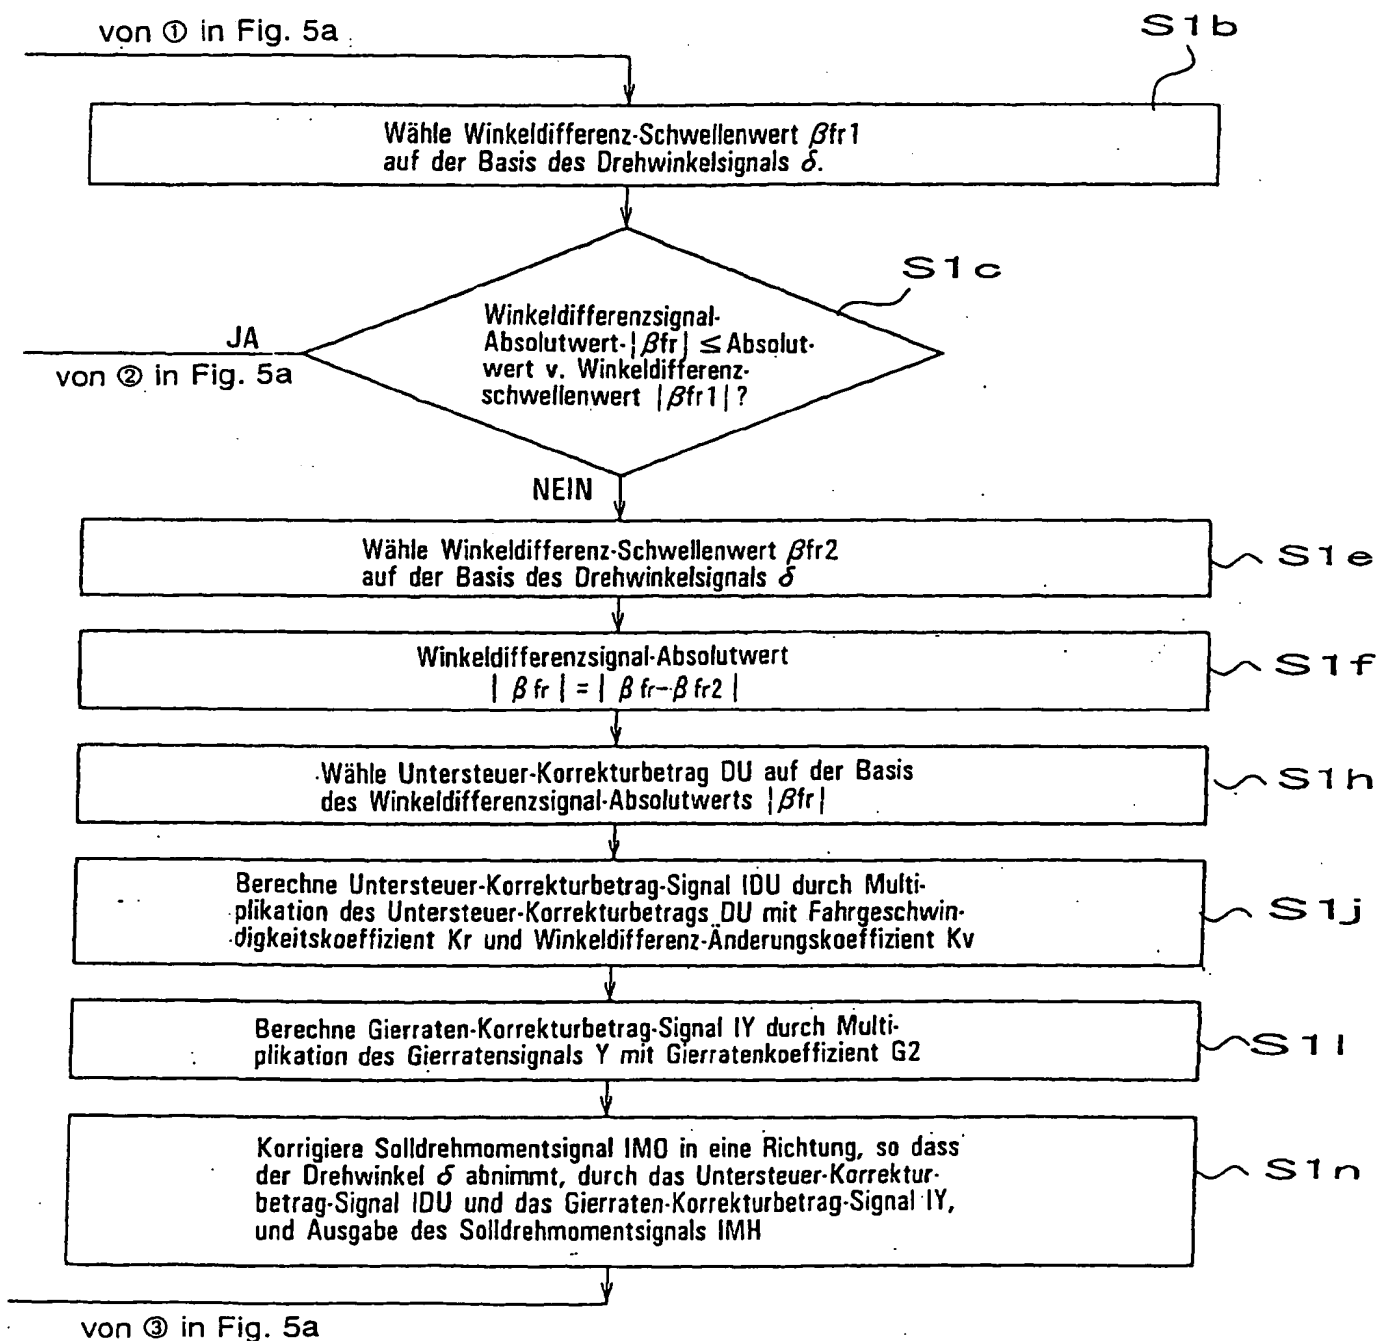 von ① in Fig. 5a
S1b
Wähle Winkeldifferenz-Schwellenwert βfr1
auf der Basis des Drehwinkelsignals δ.
S1c
Winkeldifferenzsignal-
Absolutwert-|βfr| ≤ Absolut-
wert v. Winkeldifferenz-
schwellenwert |βfr1| ?
JA
von ② in Fig. 5a
NEIN
Wähle Winkeldifferenz-Schwellenwert βfr2
auf der Basis des Drehwinkelsignals δ
S1e
Winkeldifferenzsignal-Absolutwert
| β fr | = | β fr-β fr2 |
S1f
Wähle Untersteuer-Korrekturbetrag DU auf der Basis
des Winkeldifferenzsignal-Absolutwerts |βfr|
S1h
Berechne Untersteuer-Korrekturbetrag-Signal IDU durch Multi-
plikation des Untersteuer-Korrekturbetrags DU mit Fahrgeschwin-
digkeitskoeffizient Kr und Winkeldifferenz-Änderungskoeffizient Kv
S1j
Berechne Gierraten-Korrekturbetrag-Signal IY durch Multi-
plikation des Gierratensignals Y mit Gierratenkoeffizient G2
S1l
Korrigiere Solldrehmomentsignal IMO in eine Richtung, so dass
der Drehwinkel δ abnimmt, durch das Untersteuer-Korrektur-
betrag-Signal IDU und das Gierraten-Korrekturbetrag-Signal IY,
und Ausgabe des Solldrehmomentsignals IMH
S1n
von ③ in Fig. 5a